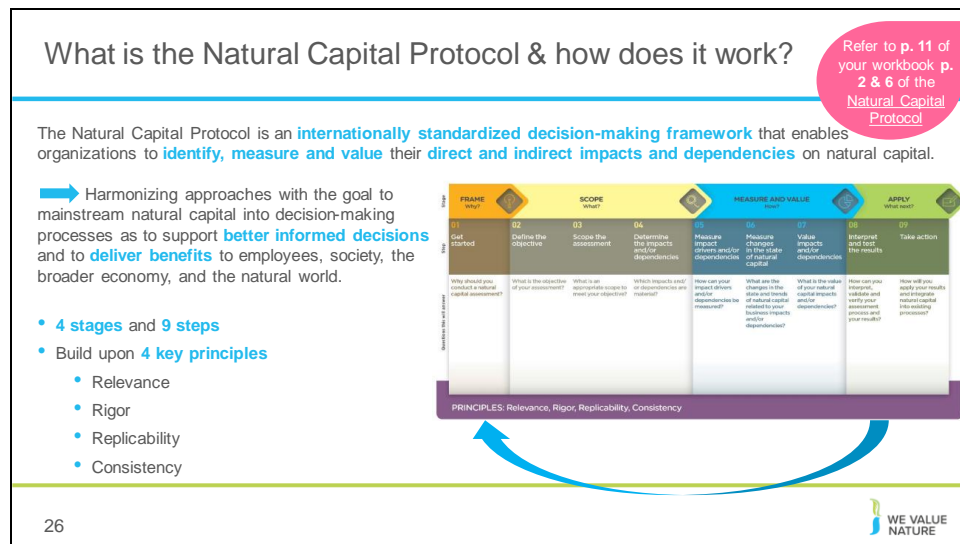 What is the Natural Capital Protocol & how does it work?
Refer to p. 11 of
your workbook p.
2 & 6 of the
Natural Capital
Protocol
The Natural Capital Protocol is an internationally standardized decision-making framework that enables
organizations to identify, measure and value their direct and indirect impacts and dependencies on natural capital.
Harmonizing approaches with the goal to
mainstream natural capital into decision-making
processes as to support better informed decisions
and to deliver benefits to employees, society, the
broader economy, and the natural world.
• 4 stages and 9 steps
• Build upon 4 key principles
• Relevance
• Rigor
• Replicability
• Consistency
Stage
FRAME
Why?
SCOPE
What?
MEASURE AND VALUE
How?
APPLY
What next?
Step
01
Get
started
02
Define the
objective
03
Scope the
assessment
04
Determine
the impacts
and/or
dependencies
05
Measure
impact
drivers and/or
dependencies
06
Measure
changes
in the state
of natural
capital
07
Value
impacts
and/or
dependencies
08
Interpret
and test
the results
09
Take action
Questions this will answer
Why should you
conduct a natural
capital assessment?
What is the objective
of your assessment?
What is an
appropriate scope to
meet your objective?
Which impacts and/
or dependencies are
material?
How can your
impact drivers
and/or
dependencies be
measured?
What are the
changes in the
state and trends
of natural capital
related to your
business impacts
and/or
dependencies?
What is the value
of your natural
capital impacts
and/or
dependencies?
How can you
interpret,
validate and
verify your
assessment
process and
your results?
How will you
apply your results
and integrate
natural capital
into existing
processes?
PRINCIPLES: Relevance, Rigor, Replicability, Consistency
26
WE VALUE
NATURE